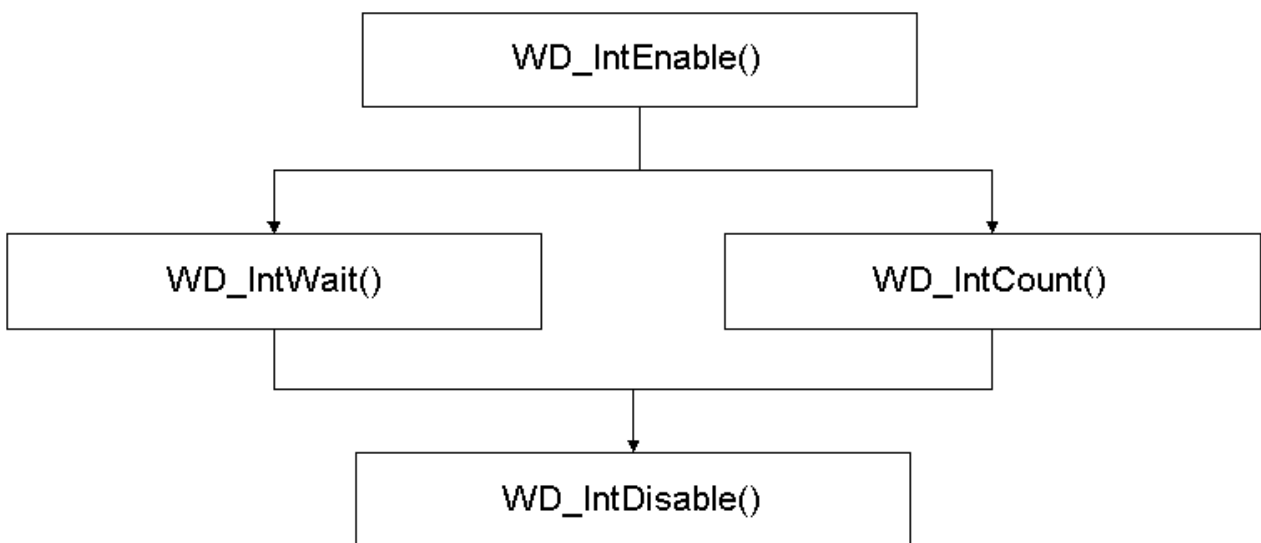 WD_IntEnable()
WD_IntWait()
WD_IntCount()
WD_IntDisable()